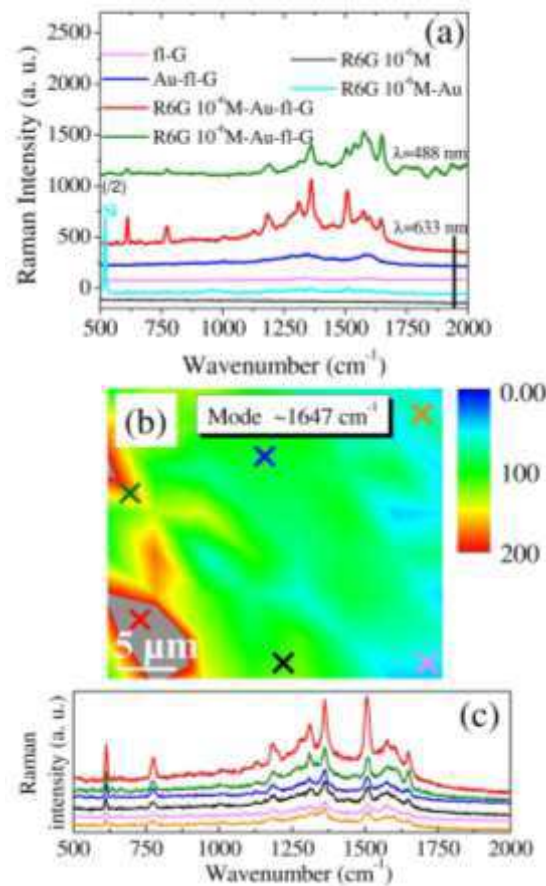 (a)
2500
2000
1500
1000
500
0
Raman Intensity (a. u.)
fl-G
Au-fl-G
R6G 10⁻⁶M-Au-fl-G
R6G 10⁻⁶M-Au-fl-G
R6G 10⁻⁶M
R6G 10⁻⁶M-Au
λ=488 nm
(/2)
λ=633 nm
500 750 1000 1250 1500 1750 2000
Wavenumber (cm⁻¹)
(b)
Mode ~1647 cm⁻¹
0.00
100
200
5 μm
(c)
Raman
intensity (a. u.)
500 750 1000 1250 1500 1750 2000
Wavenumber (cm⁻¹)